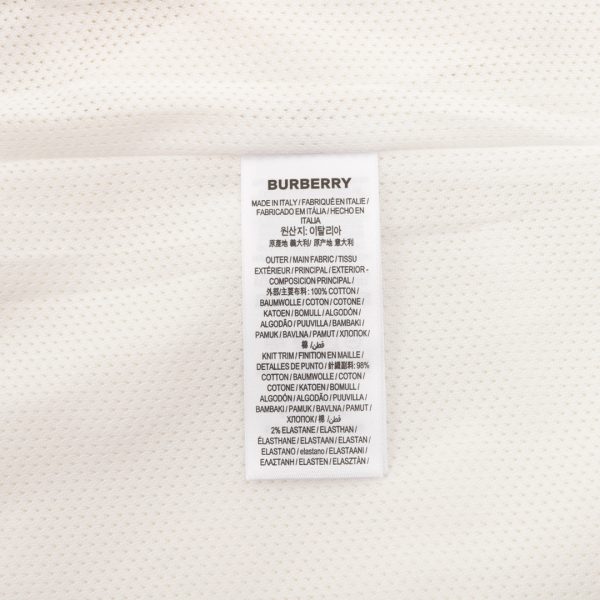 BURBERRY
MADE IN ITALY / FABRIQUÉ EN ITALIE /
FABRICADO EM ITÁLIA / HECHO EN
ITALIA
원산지: 이탈리아
原產地 義大利/ 原产地 意大利
OUTER / MAIN FABRIC / TISSU
EXTÉRIEUR / PRINCIPAL / EXTERIOR -
COMPOSICION PRINCIPAL /
外部/主要布料: 100% COTTON /
BAUMWOLLE / COTON / COTONE /
KATOEN / BOMULL / ALGODÓN /
ALGODÃO / PUUVILLA / BAMBAKI /
PAMUK / BAVLNA / PAMUT / ХЛОПОК /
棉 / قطن /
KNIT TRIM / FINITION EN MAILLE /
DETALLES DE PUNTO / 針織副料: 98%
COTTON / BAUMWOLLE / COTON /
COTONE / KATOEN / BOMULL /
ALGODÓN / ALGODÃO / PUUVILLA /
BAMBAKI / PAMUK / BAVLNA / PAMUT /
ХЛОПОК / 棉 / قطن /
2% ELASTANE / ELASTHAN /
ÉLASTHANE / ELASTAAN / ELASTAN /
ELASTANO / elastano / ELASTAANI /
ΕΛΑΣΤΑΝΗ / ELASTEN / ELASZTÁN /